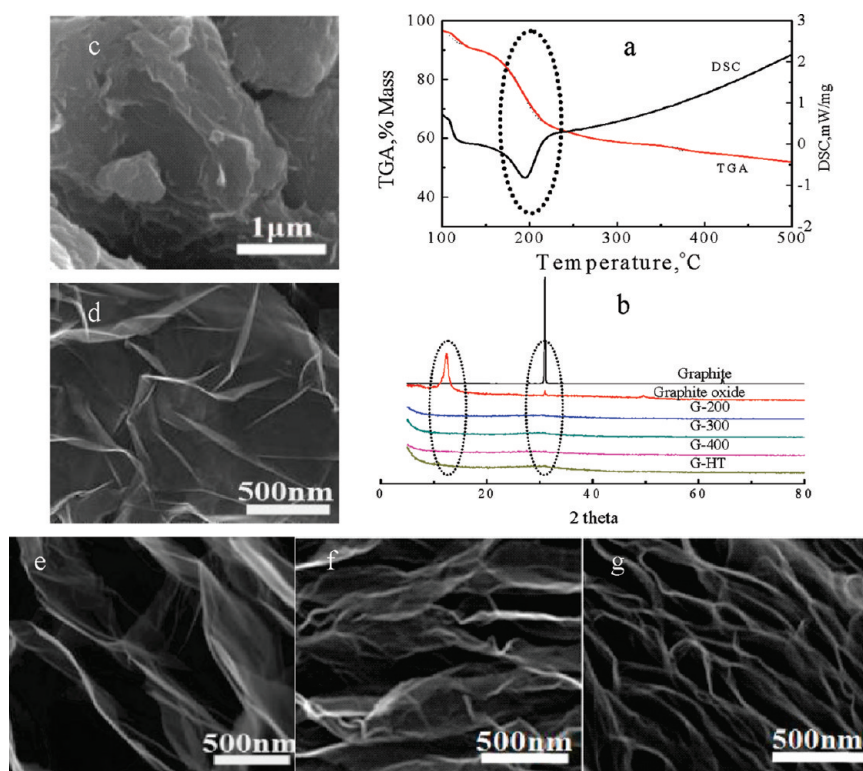 c
1µm
a
DSC
TGA
TGA,% Mass
100
80
60
40
DSC,mW/mg
3
2
1
0
-1
-2
100
200
300
400
500
Temperature,°C
d
500nm
b
Graphite
Graphite oxide
G-200
G-300
G-400
G-HT
0
20
40
60
80
2 theta
e
500nm
f
500nm
g
500nm